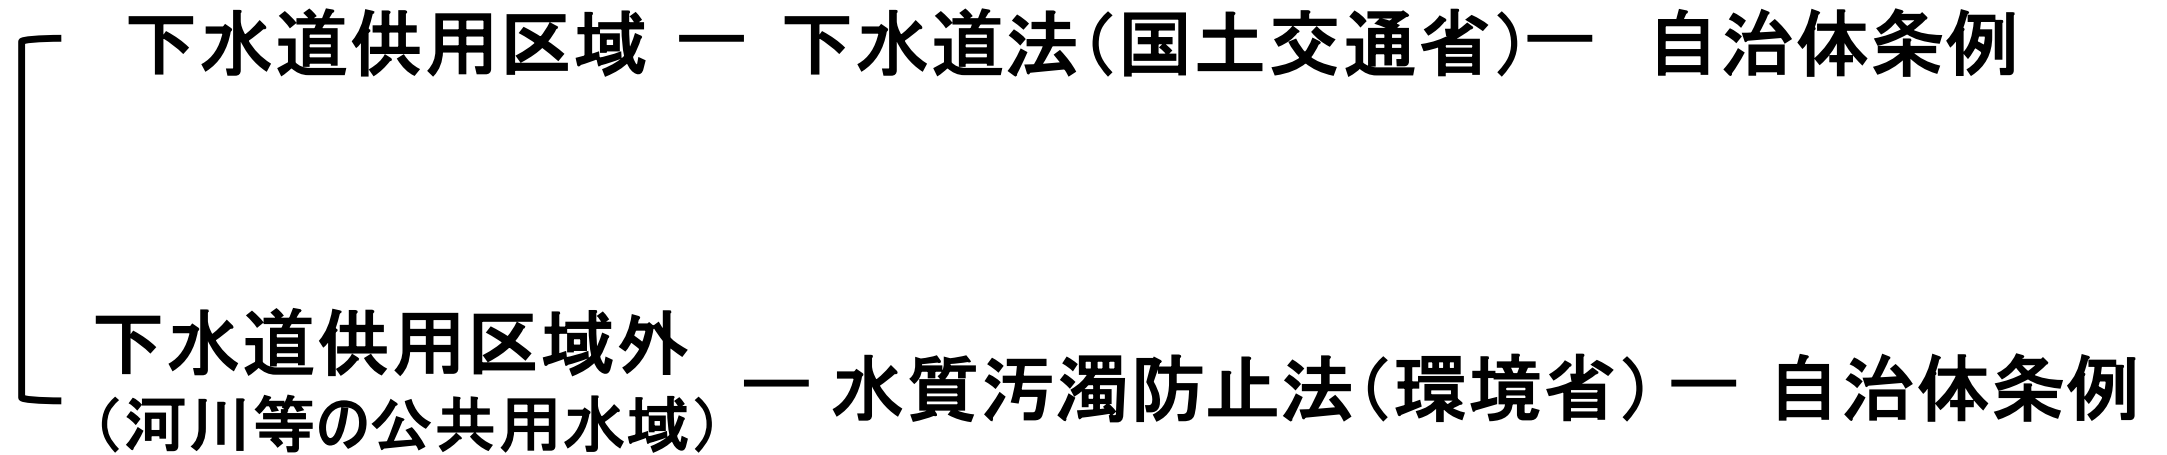 下水道供用区域 ― 下水道法（国土交通省）― 自治体条例
下水道供用区域外
（河川等の公共用水域）
― 水質汚濁防止法（環境省） ― 自治体条例